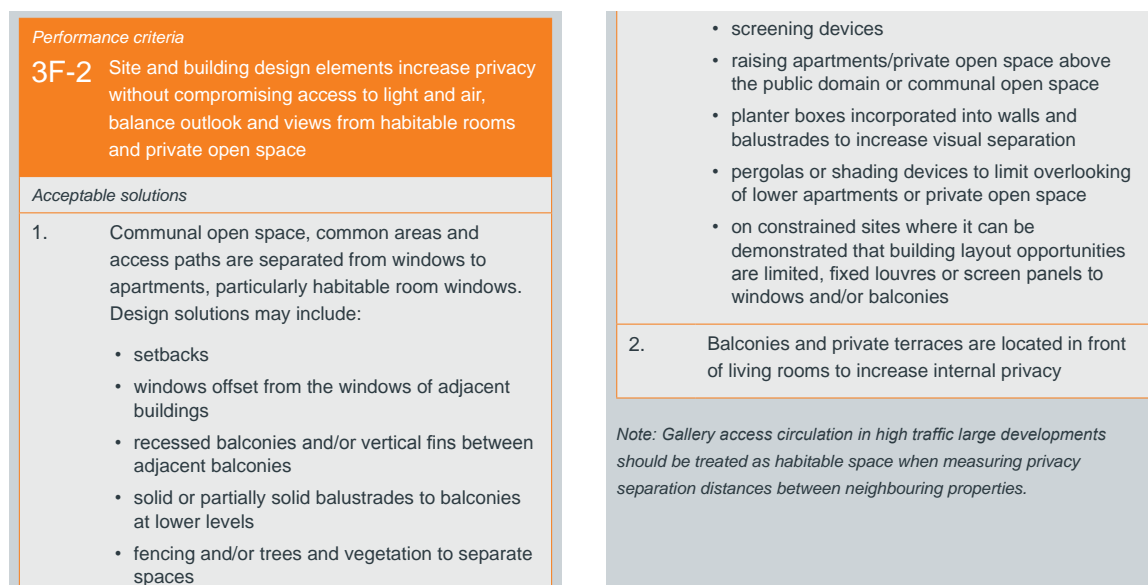 Performance criteria
3F-2 Site and building design elements increase privacy
without compromising access to light and air,
balance outlook and views from habitable rooms
and private open space
Acceptable solutions
1. Communal open space, common areas and
access paths are separated from windows to
apartments, particularly habitable room windows.
Design solutions may include:
• setbacks
• windows offset from the windows of adjacent
buildings
• recessed balconies and/or vertical fins between
adjacent balconies
• solid or partially solid balustrades to balconies
at lower levels
• fencing and/or trees and vegetation to separate
spaces
• screening devices
• raising apartments/private open space above
the public domain or communal open space
• planter boxes incorporated into walls and
balustrades to increase visual separation
• pergolas or shading devices to limit overlooking
of lower apartments or private open space
• on constrained sites where it can be
demonstrated that building layout opportunities
are limited, fixed louvres or screen panels to
windows and/or balconies
2. Balconies and private terraces are located in front
of living rooms to increase internal privacy
Note: Gallery access circulation in high traffic large developments
should be treated as habitable space when measuring privacy
separation distances between neighbouring properties.